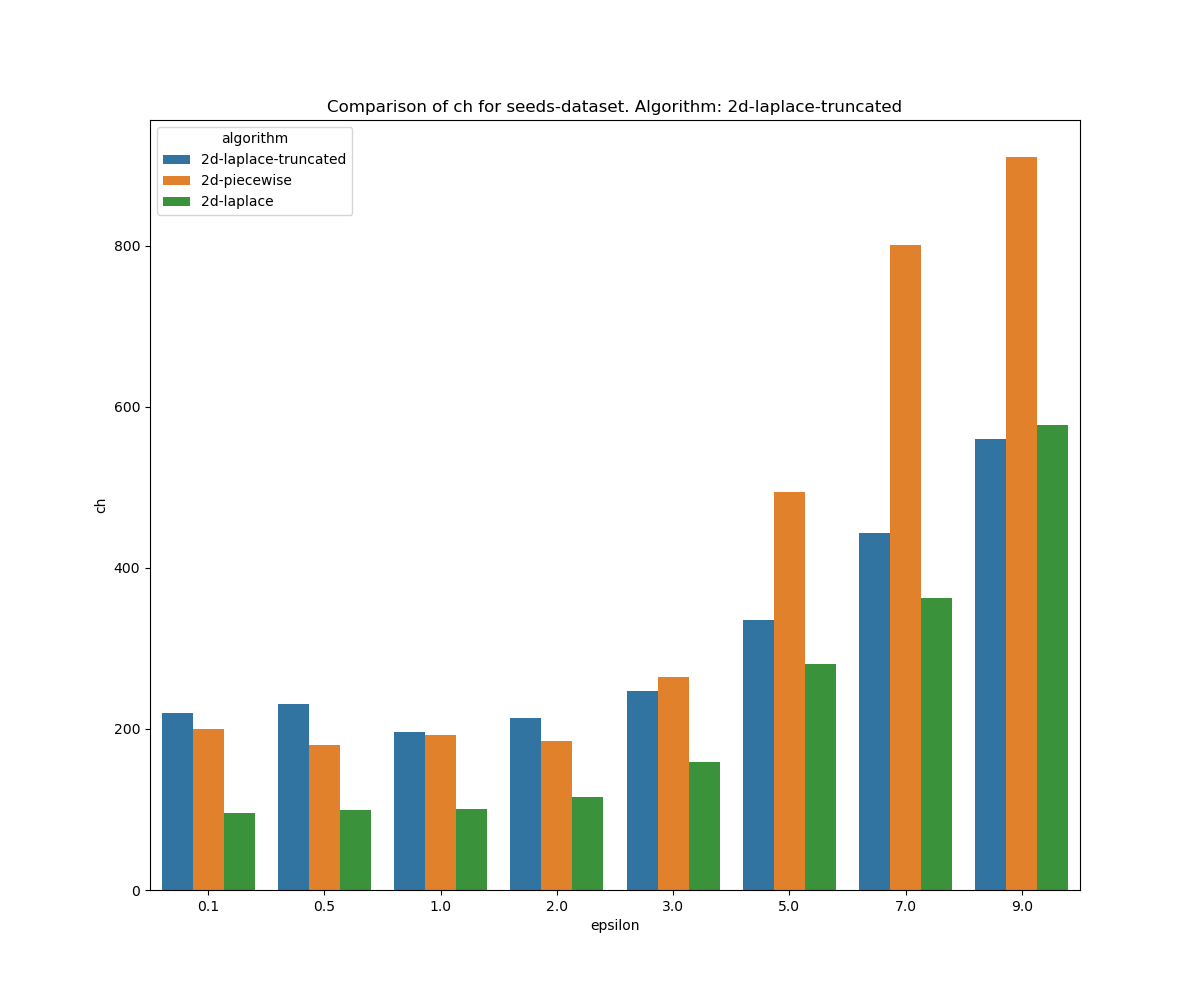 Comparison of ch for seeds-dataset. Algorithm: 2d-laplace-truncated
algorithm
2d-laplace-truncated
2d-piecewise
2d-laplace
800
600
400
200
0
ch
0.1 0.5 1.0 2.0 3.0 5.0 7.0 9.0
epsilon